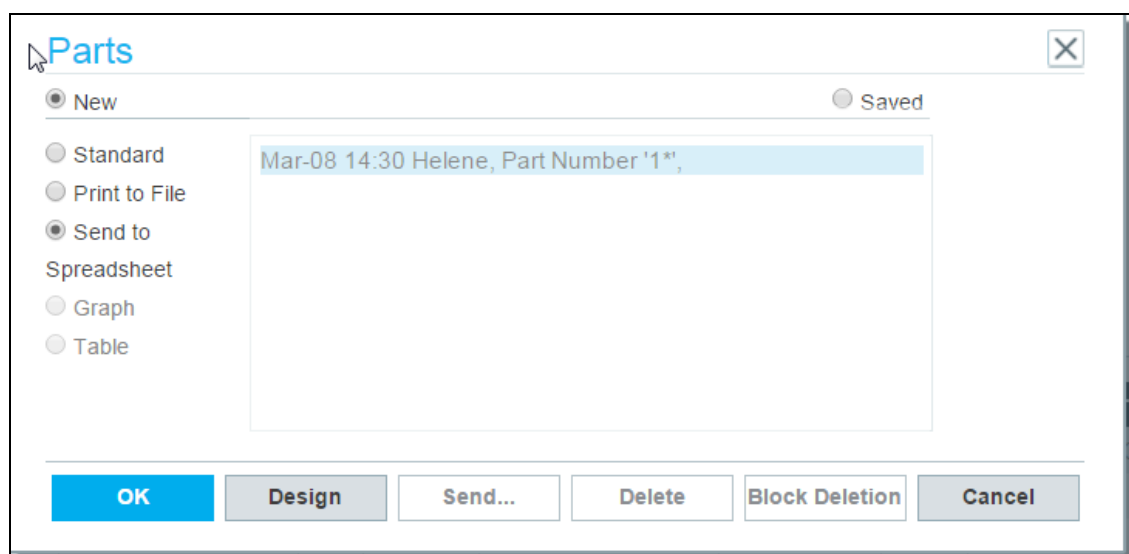 Parts
New
Saved
Standard
Mar-08 14:30 Helene, Part Number '1*',
Print to File
Send to
Spreadsheet
Graph
Table
OK
Design
Send...
Delete
Block Deletion
Cancel